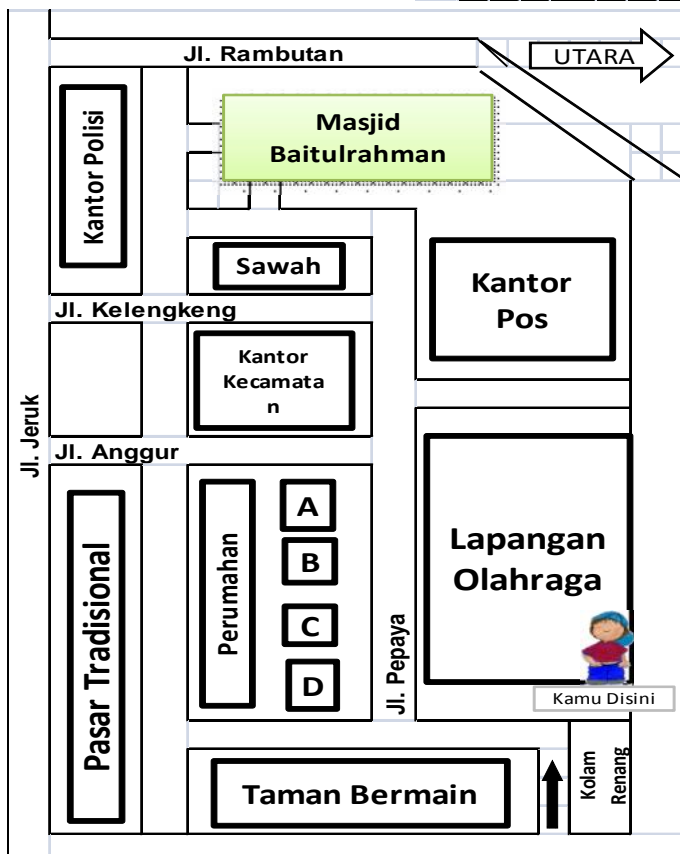 Jl. Rambutan
UTARA
Masjid
Baitulrahman
Kantor Polisi
Sawah
Kantor
Pos
Jl. Kelengkeng
Kantor
Kecamata
n
Jl. Jeruk
Jl. Anggur
Pasar Tradisional
Perumahan
A
B
C
D
Jl. Pepaya
Lapangan
Olahraga
Kamu Disini
Taman Bermain
Kolam
Renang